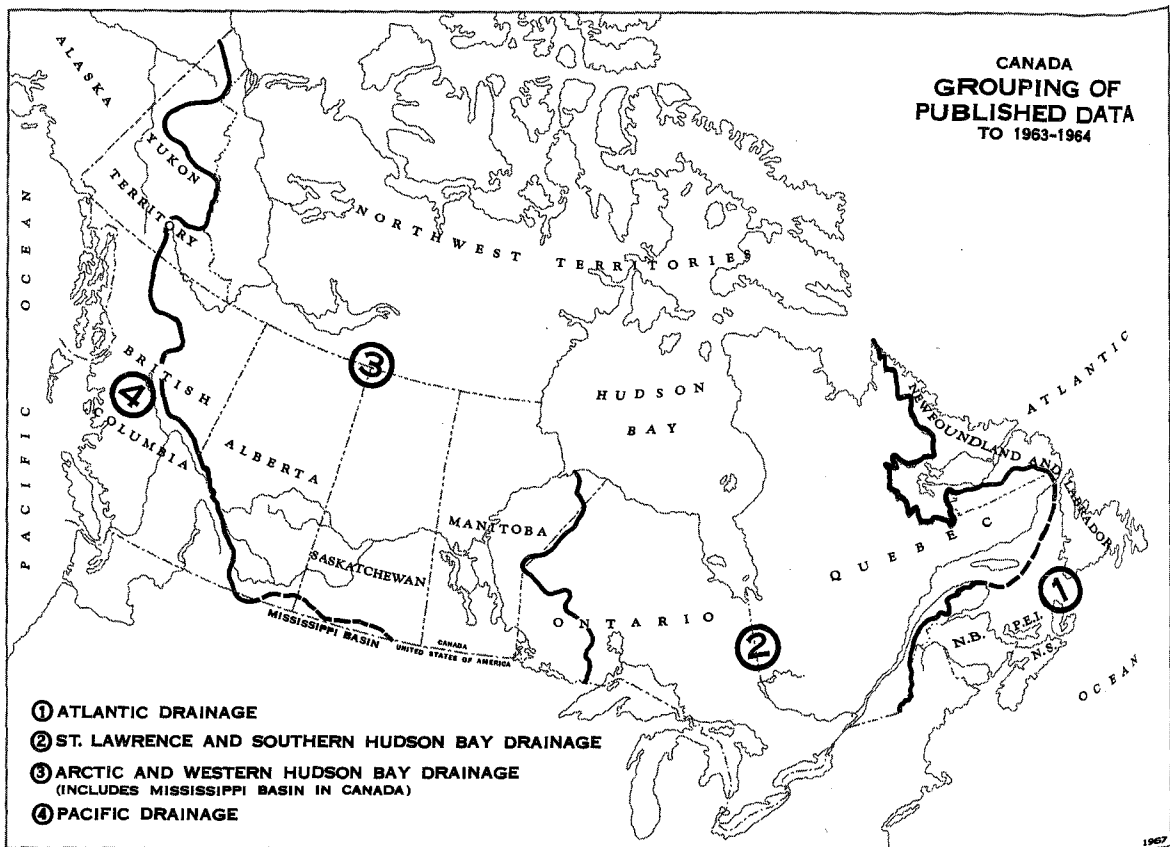 CANADA
GROUPING OF
PUBLISHED DATA
TO 1963-1964
ALASKA
YUKON
TERRITORY
NORTHWEST TERRITORIES
PACIFIC OCEAN
BRITISH
COLUMBIA
ALBERTA
SASKATCHEWAN
MANITOBA
HUDSON
BAY
ONTARIO
QUEBEC
NEWFOUNDLAND AND LABRADOR
N.B.
P.E.I.
N.S.
ATLANTIC
OCEAN
MISSISSIPPI BASIN
CANADA
UNITED STATES OF AMERICA
3
4
2
1
1 ATLANTIC DRAINAGE
2 ST. LAWRENCE AND SOUTHERN HUDSON BAY DRAINAGE
3 ARCTIC AND WESTERN HUDSON BAY DRAINAGE
(INCLUDES MISSISSIPPI BASIN IN CANADA)
4 PACIFIC DRAINAGE
1967